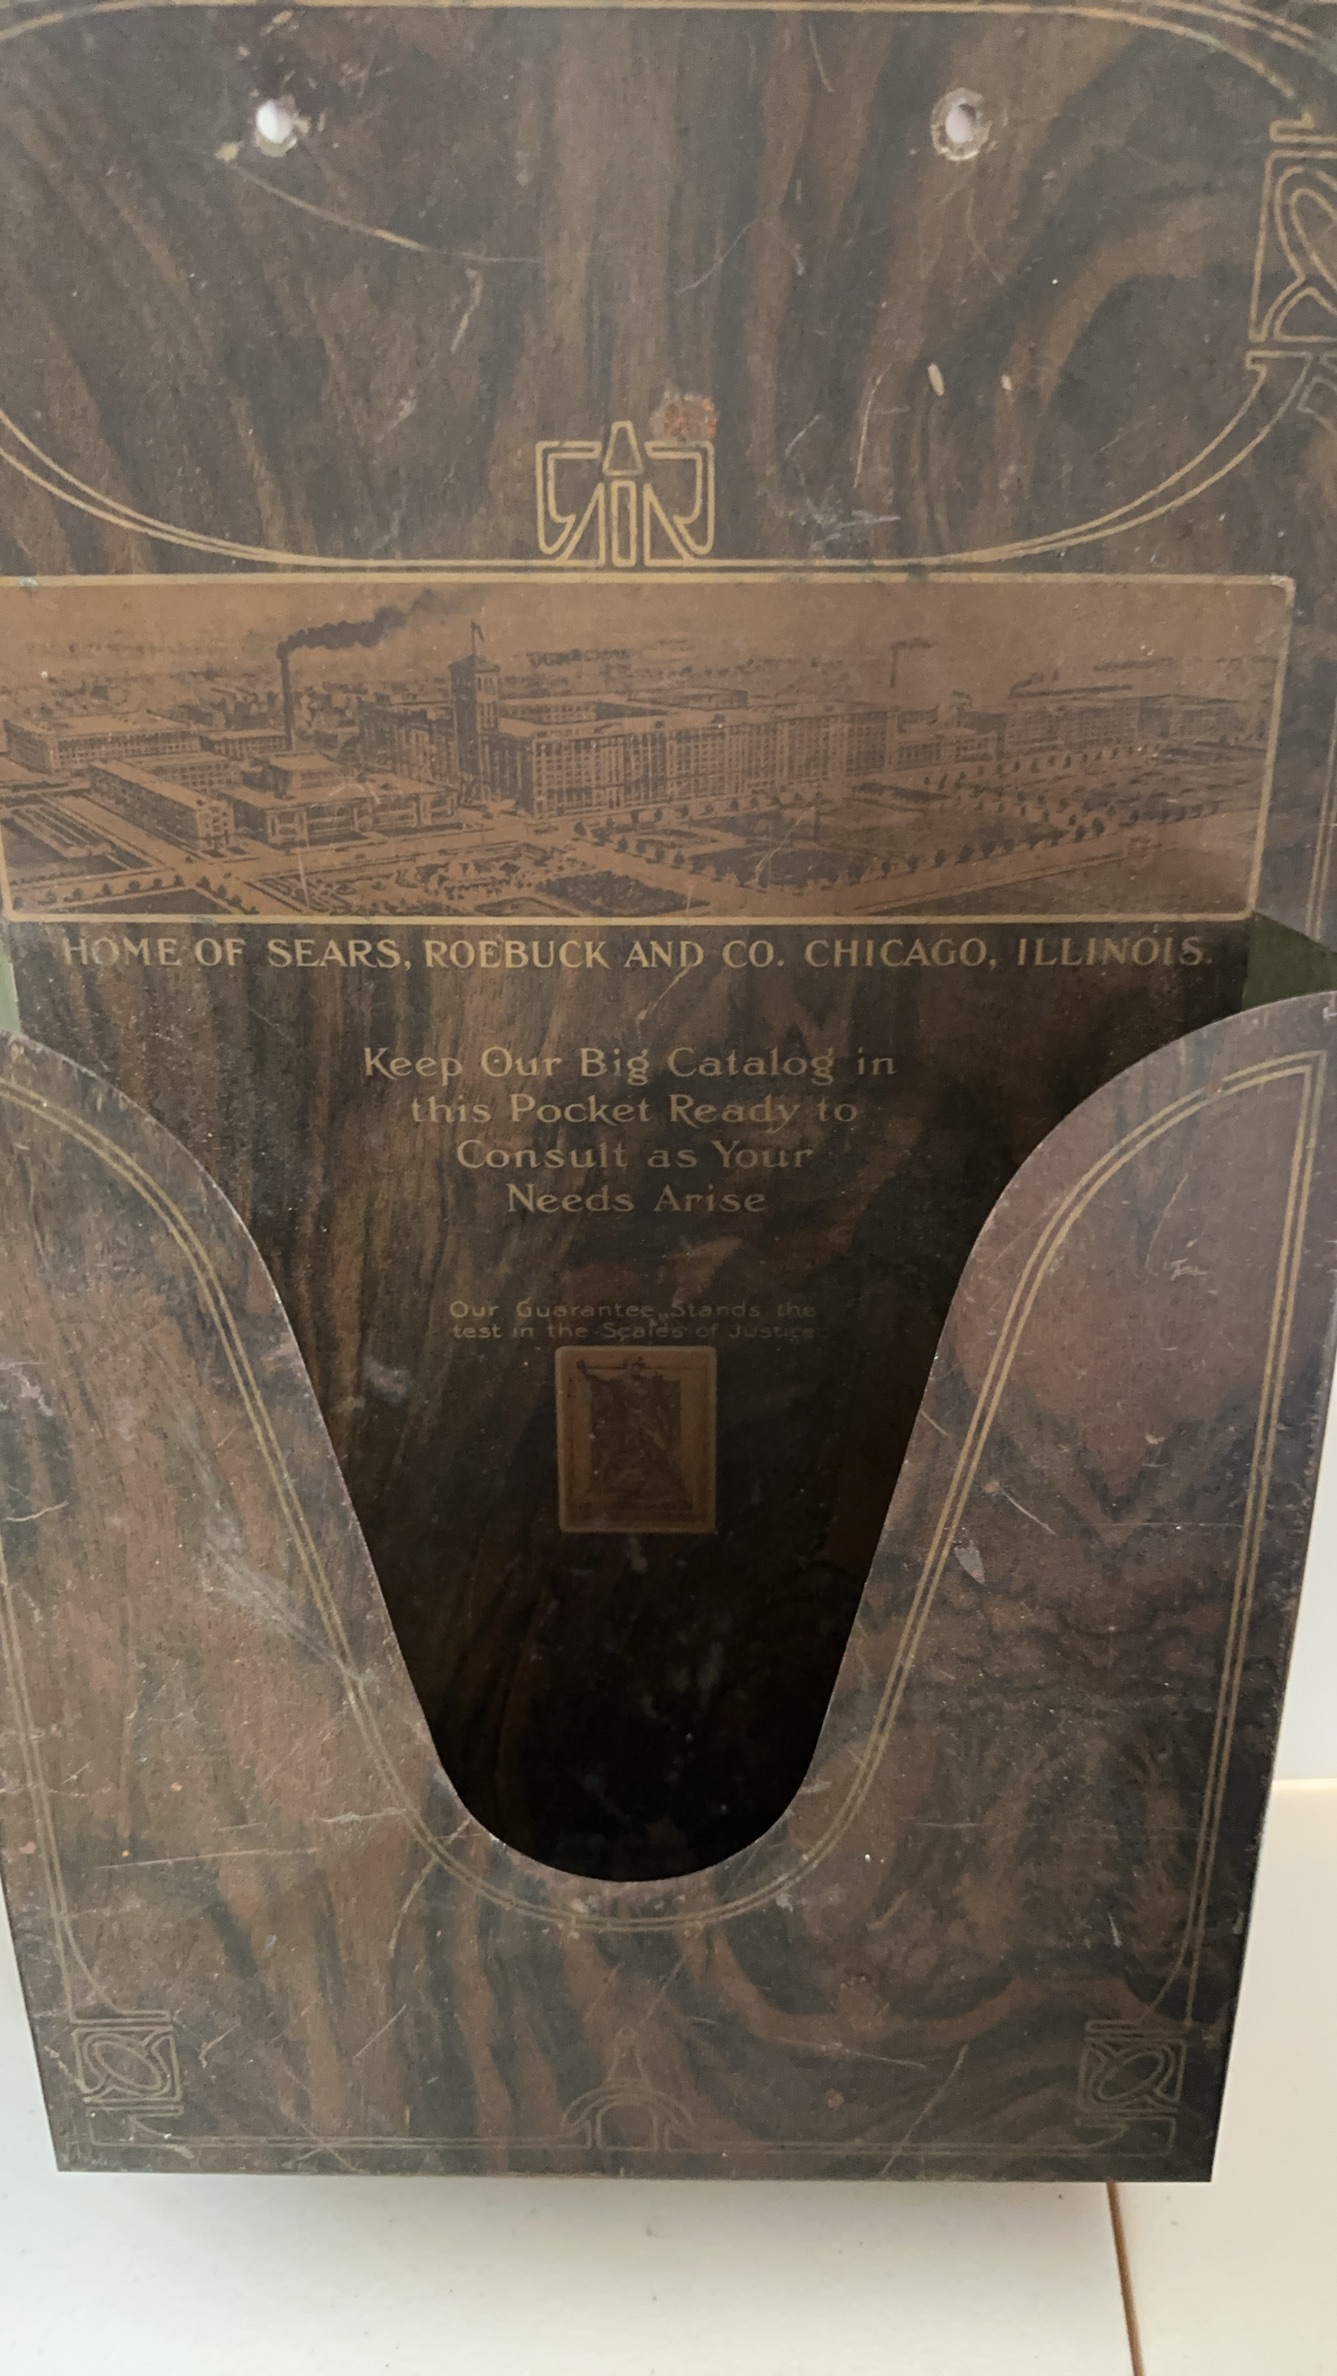 HOME OF SEARS, ROEBUCK AND CO. CHICAGO, ILLINOIS.
Keep Our Big Catalog in
this Pocket Ready to
Consult as Your
Needs Arise
Our Guarantee Stands the
test in the Scales of Justice